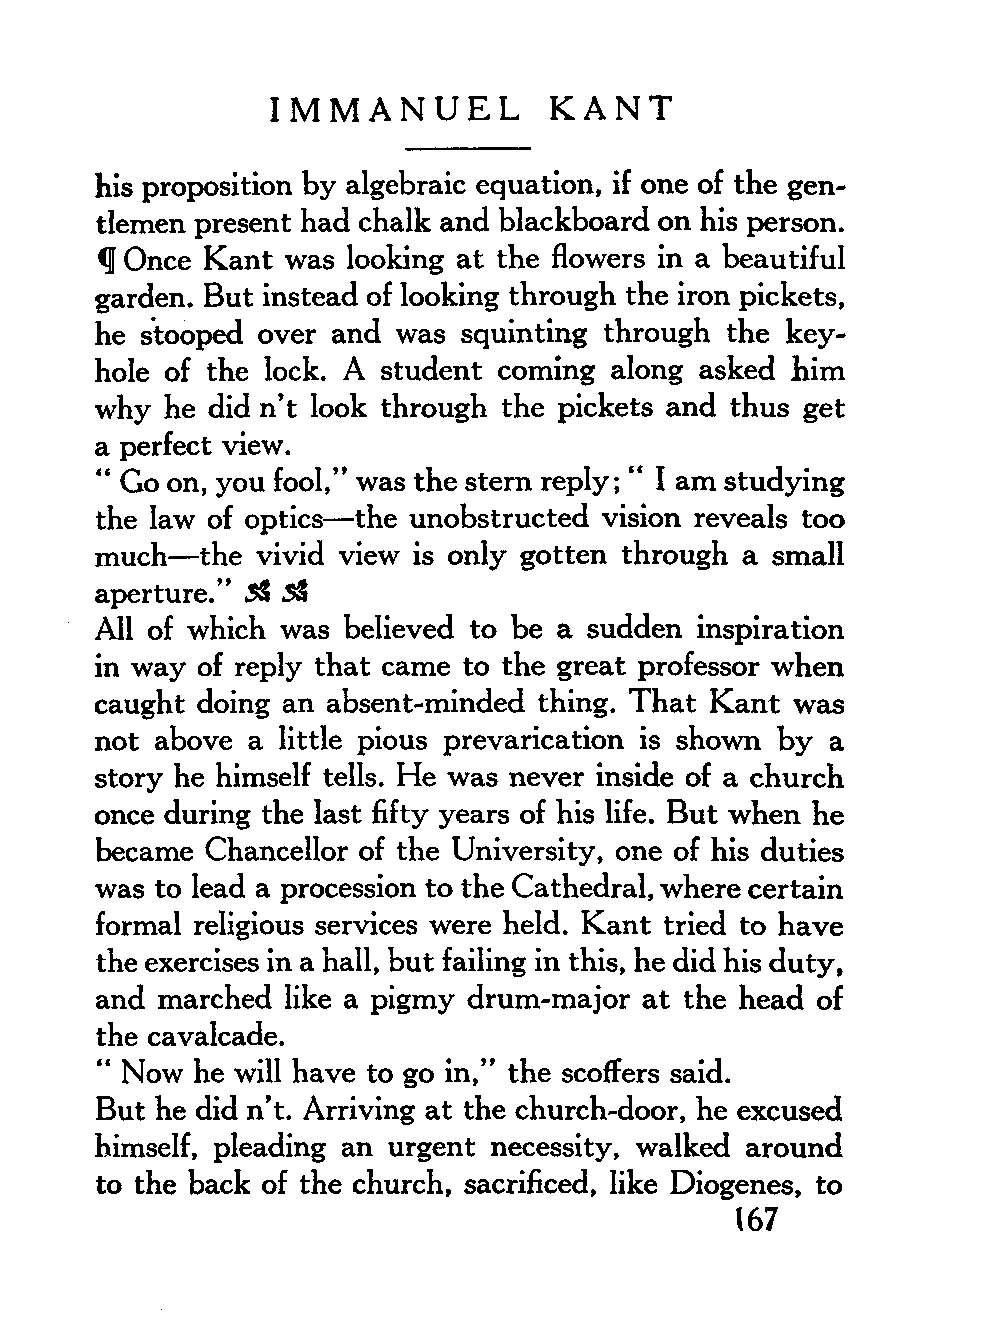 IMMANUEL KANT
his proposition by algebraic equation, if one of the gen-
tlemen present had chalk and blackboard on his person.
¶ Once Kant was looking at the flowers in a beautiful
garden. But instead of looking through the iron pickets,
he stooped over and was squinting through the key-
hole of the lock. A student coming along asked him
why he did n't look through the pickets and thus get
a perfect view.
" Go on, you fool," was the stern reply; " I am studying
the law of optics—the unobstructed vision reveals too
much—the vivid view is only gotten through a small
aperture."
All of which was believed to be a sudden inspiration
in way of reply that came to the great professor when
caught doing an absent-minded thing. That Kant was
not above a little pious prevarication is shown by a
story he himself tells. He was never inside of a church
once during the last fifty years of his life. But when he
became Chancellor of the University, one of his duties
was to lead a procession to the Cathedral, where certain
formal religious services were held. Kant tried to have
the exercises in a hall, but failing in this, he did his duty,
and marched like a pigmy drum-major at the head of
the cavalcade.
" Now he will have to go in," the scoffers said.
But he did n't. Arriving at the church-door, he excused
himself, pleading an urgent necessity, walked around
to the back of the church, sacrificed, like Diogenes, to
167